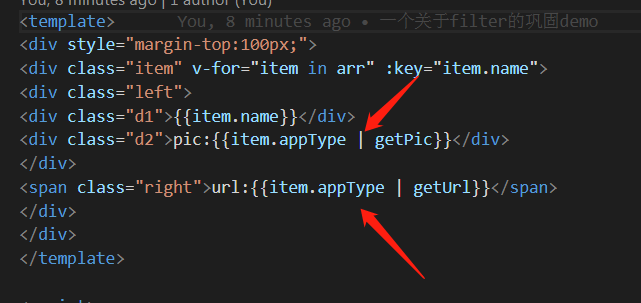 You, 8 minutes ago | 1 author (You)
<template> You, 8 minutes ago • 一个关于filter的巩固demo
<div style="margin-top:100px;">
<div class="item" v-for="item in arr" :key="item.name">
<div class="left">
<div class="d1">{{item.name}}</div>
<div class="d2">pic:{{item.appType | getPic}}</div>
</div>
<span class="right">url:{{item.appType | getUrl}}</span>
</div>
</div>
</template>